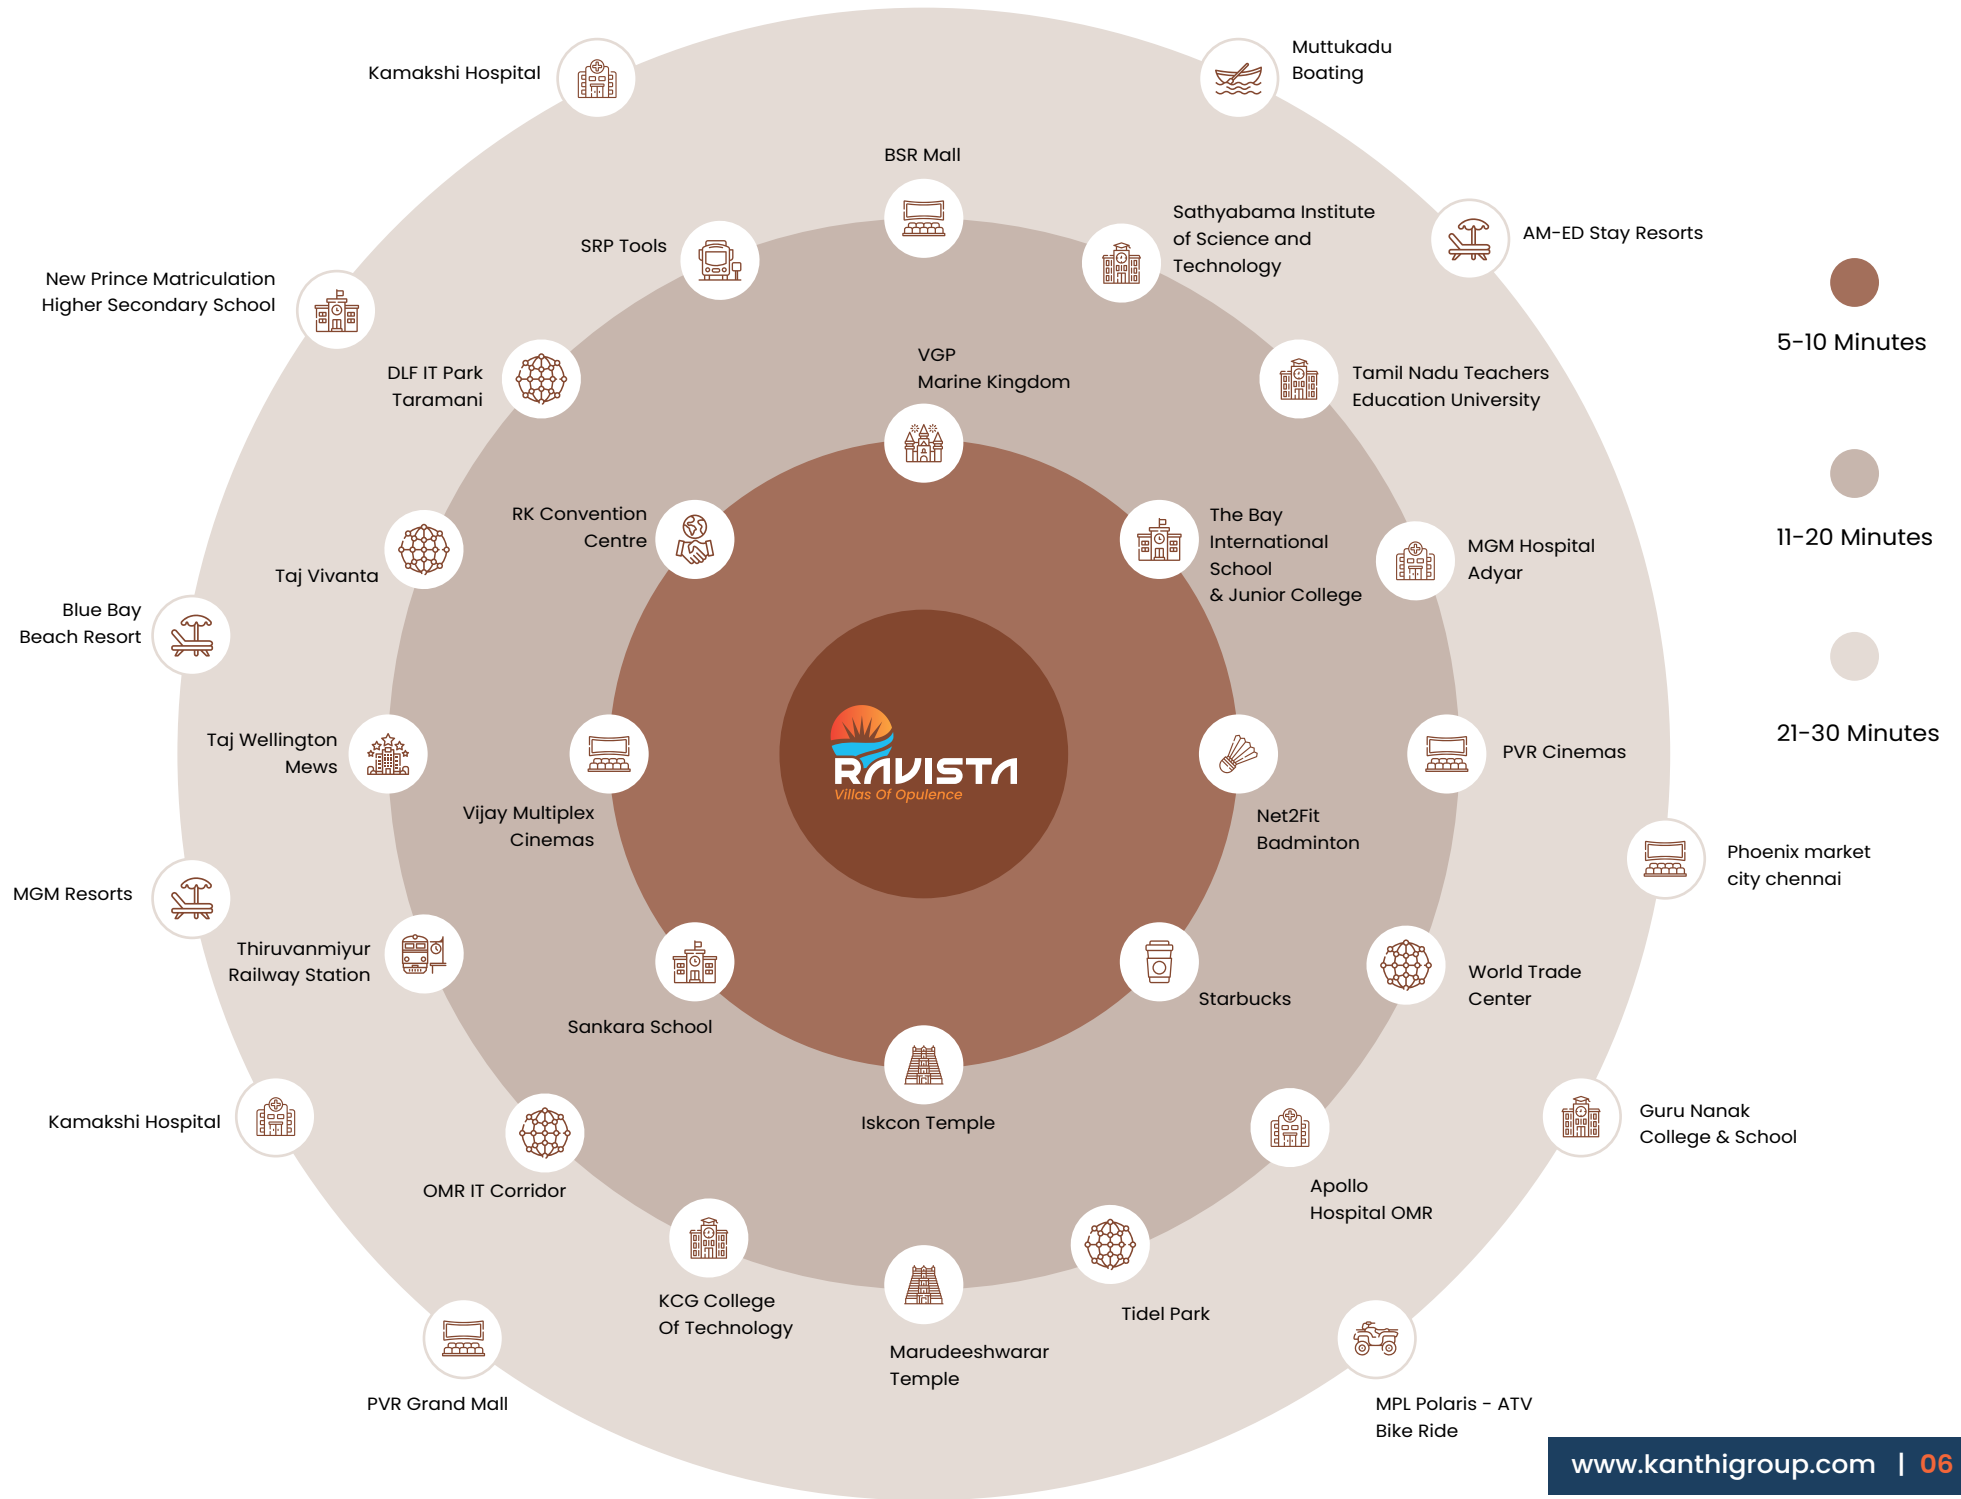 Kamakshi Hospital
Muttukadu
Boating
BSR Mall
SRP Tools
Sathyabama Institute
of Science and
Technology
AM-ED Stay Resorts
New Prince Matriculation
Higher Secondary School
5-10 Minutes
DLF IT Park
Taramani
VGP
Marine Kingdom
Tamil Nadu Teachers
Education University
RK Convention
Centre
The Bay
International
School
& Junior College
MGM Hospital
Adyar
11-20 Minutes
Taj Vivanta
Blue Bay
Beach Resort
Taj Wellington
Mews
RAVISTA
Villas Of Opulence
PVR Cinemas
21-30 Minutes
Vijay Multiplex
Cinemas
Net2Fit
Badminton
Phoenix market
city chennai
MGM Resorts
Thiruvanmiyur
Railway Station
World Trade
Center
Sankara School
Starbucks
Kamakshi Hospital
Iskcon Temple
Guru Nanak
College & School
OMR IT Corridor
Apollo
Hospital OMR
KCG College
Of Technology
Tidel Park
Marudeeshwarar
Temple
PVR Grand Mall
MPL Polaris - ATV
Bike Ride
www.kanthigroup.com | 06